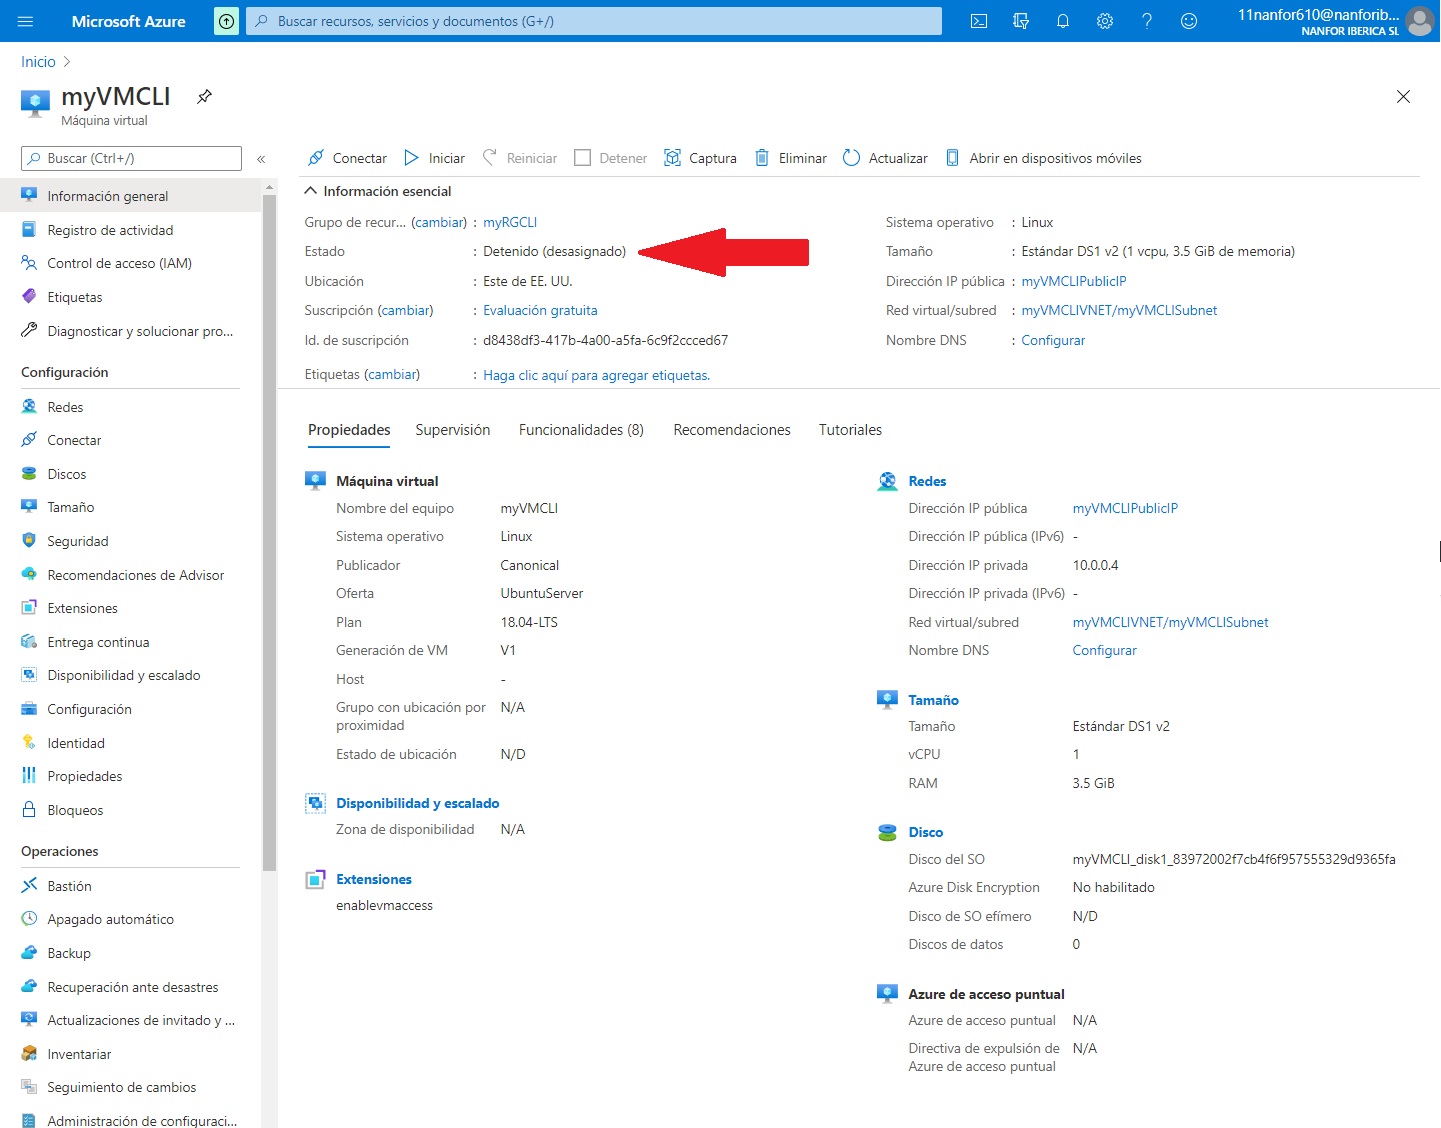 Microsoft Azure
Buscar recursos, servicios y documentos (G+/)
11nanfor610@nanforib...
NANFOR IBERICA SL
Inicio
myVMCLI
Máquina virtual
Buscar (Ctrl+/)
«
Conectar
Iniciar
Reiniciar
Detener
Captura
Eliminar
Actualizar
Abrir en dispositivos móviles
Información general
Registro de actividad
Control de acceso (IAM)
Etiquetas
Diagnosticar y solucionar pro...
Configuración
Redes
Conectar
Discos
Tamaño
Seguridad
Recomendaciones de Advisor
Extensiones
Entrega continua
Disponibilidad y escalado
Configuración
Identidad
Propiedades
Bloqueos
Operaciones
Bastión
Apagado automático
Backup
Recuperación ante desastres
Actualizaciones de invitado y ...
Inventariar
Seguimiento de cambios
Administración de configuraci...
Información esencial
Grupo de recur... (cambiar) : myRGCLI
Estado : Detenido (desasignado)
Ubicación : Este de EE. UU.
Suscripción (cambiar) : Evaluación gratuita
Id. de suscripción : d8438df3-417b-4a00-a5fa-6c9f2ccced67
Etiquetas (cambiar) : Haga clic aquí para agregar etiquetas.
Sistema operativo : Linux
Tamaño : Estándar DS1 v2 (1 vcpu, 3.5 GiB de memoria)
Dirección IP pública : myVMCLIPublicIP
Red virtual/subred : myVMCLIVNET/myVMCLISubnet
Nombre DNS : Configurar
Propiedades
Supervisión
Funcionalidades (8)
Recomendaciones
Tutoriales
Máquina virtual
Nombre del equipo myVMCLI
Sistema operativo Linux
Publicador Canonical
Oferta UbuntuServer
Plan 18.04-LTS
Generación de VM V1
Host -
Grupo con ubicación por N/A
proximidad
Estado de ubicación N/D
Disponibilidad y escalado
Zona de disponibilidad N/A
Extensiones
enablevmaccess
Redes
Dirección IP pública myVMCLIPublicIP
Dirección IP pública (IPv6) -
Dirección IP privada 10.0.0.4
Dirección IP privada (IPv6) -
Red virtual/subred myVMCLIVNET/myVMCLISubnet
Nombre DNS Configurar
Tamaño
Tamaño Estándar DS1 v2
vCPU 1
RAM 3.5 GiB
Disco
Disco del SO myVMCLI_disk1_83972002f7cb4f6f957555329d9365fa
Azure Disk Encryption No habilitado
Disco de SO efímero N/D
Discos de datos 0
Azure de acceso puntual
Azure de acceso puntual N/A
Directiva de expulsión de N/A
Azure de acceso puntual